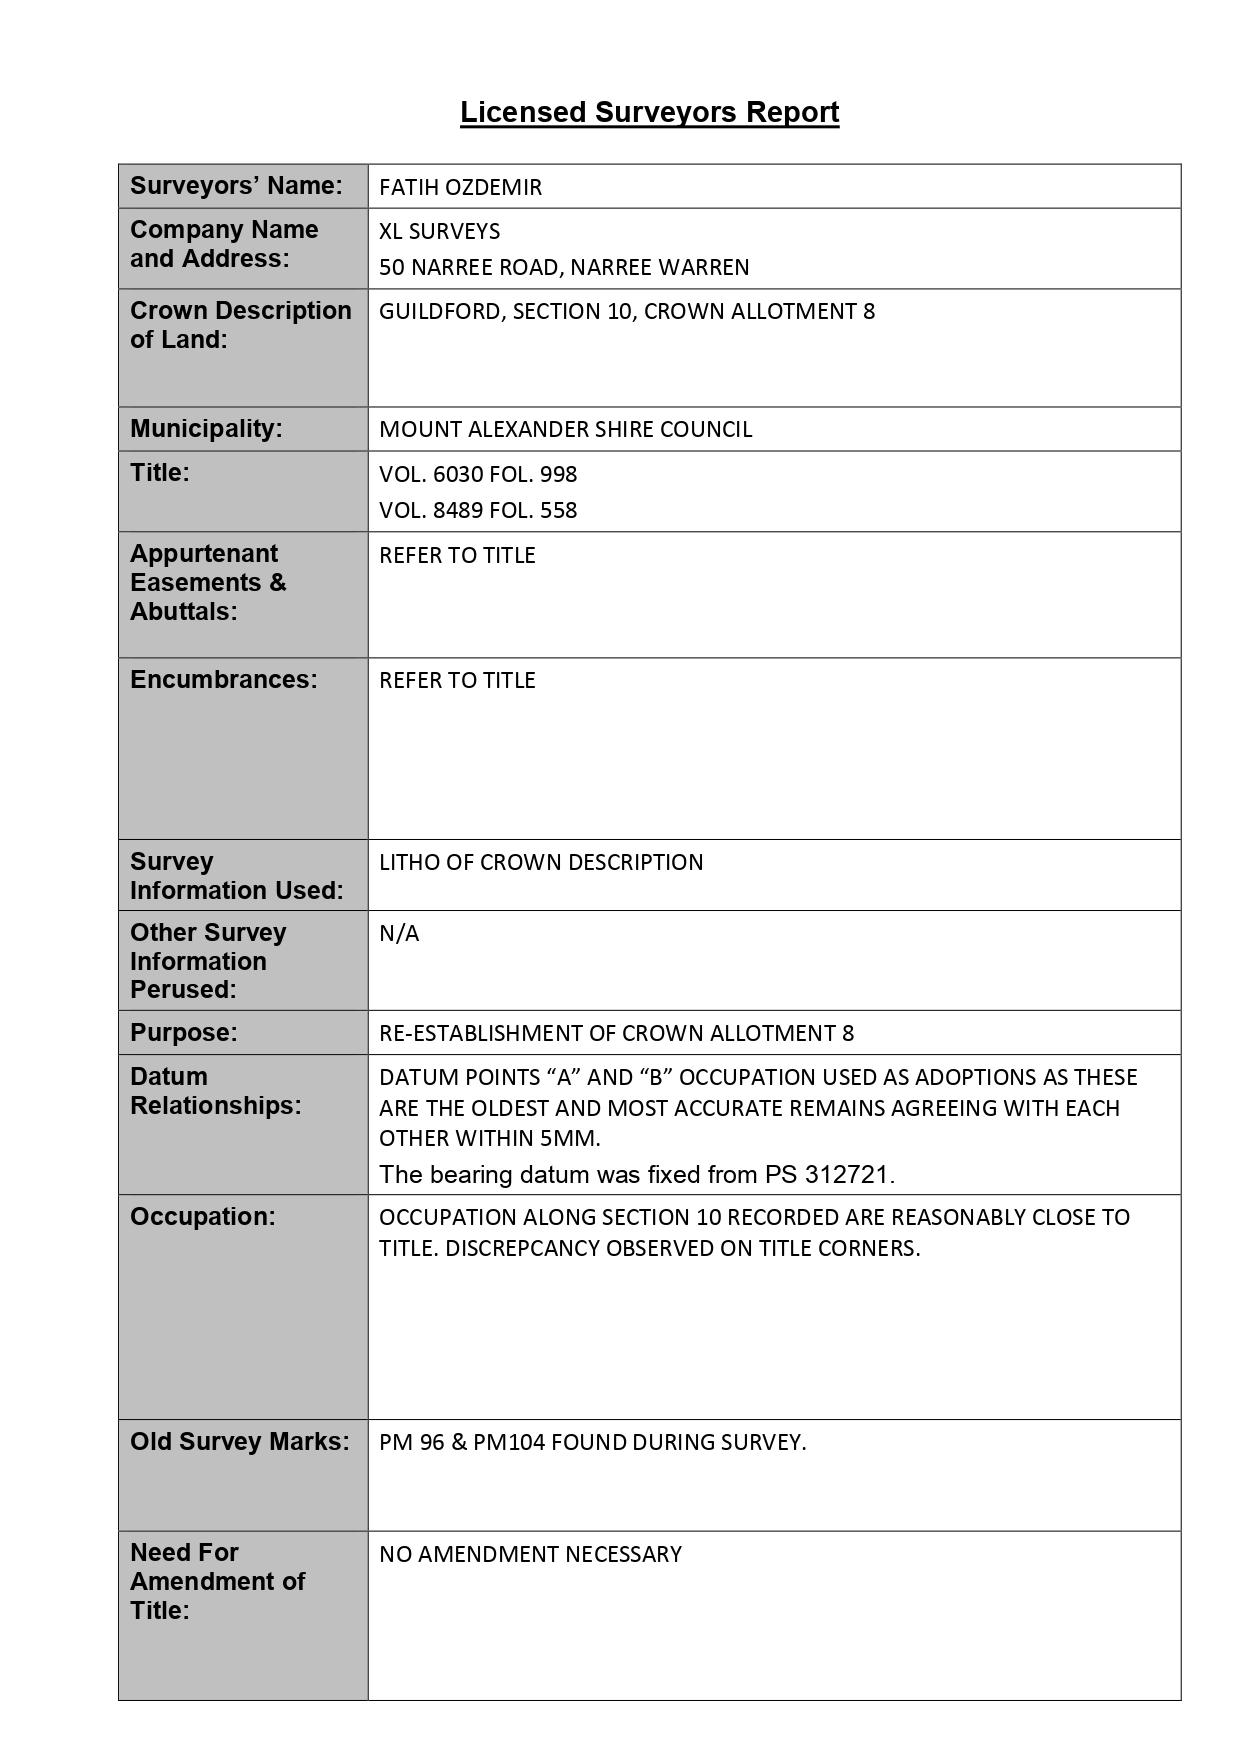 Licensed Surveyors Report
Surveyors’ Name:
FATIH OZDEMIR
Company Name
and Address:
XL SURVEYS
50 NARREE ROAD, NARREE WARREN
Crown Description
of Land:
GUILDFORD, SECTION 10, CROWN ALLOTMENT 8
Municipality:
MOUNT ALEXANDER SHIRE COUNCIL
Title:
VOL. 6030 FOL. 998
VOL. 8489 FOL. 558
Appurtenant
Easements &
Abuttals:
REFER TO TITLE
Encumbrances:
REFER TO TITLE
Survey
Information Used:
LITHO OF CROWN DESCRIPTION
Other Survey
Information
Perused:
N/A
Purpose:
RE-ESTABLISHMENT OF CROWN ALLOTMENT 8
Datum
Relationships:
DATUM POINTS “A” AND “B” OCCUPATION USED AS ADOPTIONS AS THESE
ARE THE OLDEST AND MOST ACCURATE REMAINS AGREEING WITH EACH
OTHER WITHIN 5MM.
The bearing datum was fixed from PS 312721.
Occupation:
OCCUPATION ALONG SECTION 10 RECORDED ARE REASONABLY CLOSE TO
TITLE. DISCREPCANCY OBSERVED ON TITLE CORNERS.
Old Survey Marks:
PM 96 & PM104 FOUND DURING SURVEY.
Need For
Amendment of
Title:
NO AMENDMENT NECESSARY